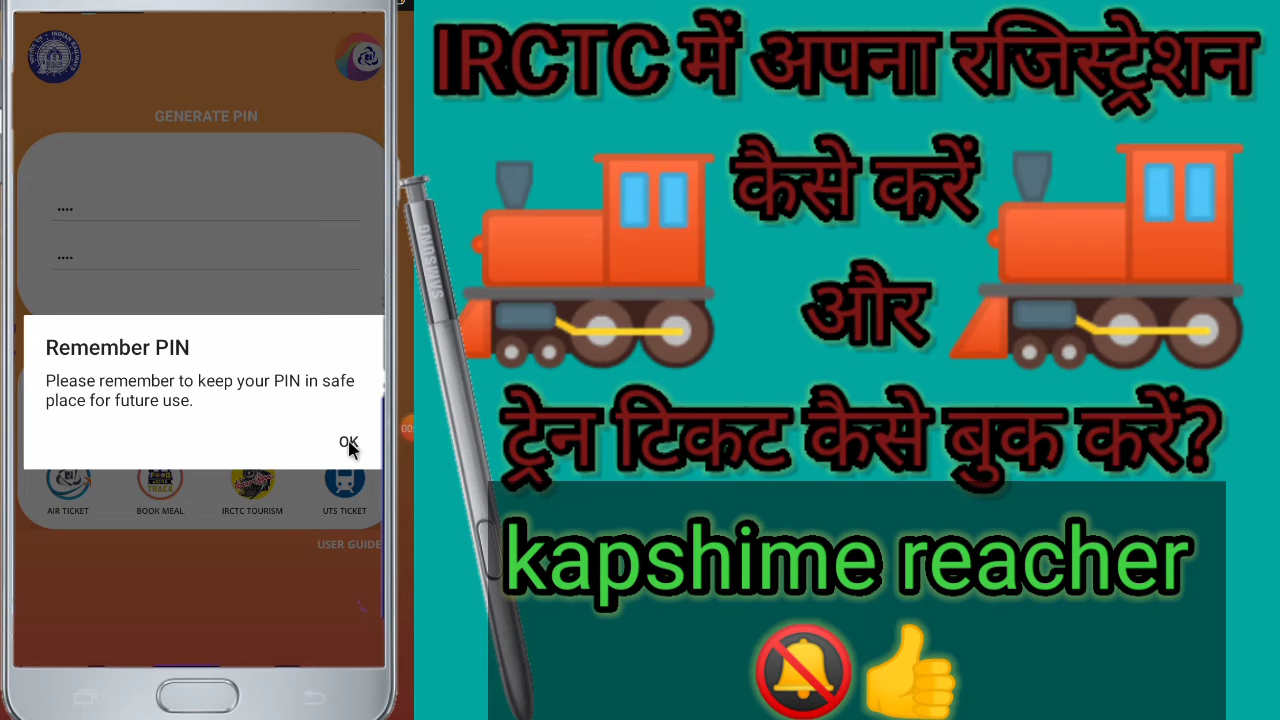 GENERATE PIN
....
....
Remember PIN
Please remember to keep your PIN in safe
place for future use.
OK
AIR TICKET
BOOK MEAL
IRCTC TOURISM
UTS TICKET
USER GUIDE
SAMSUNG
IRCTC में अपना रजिस्ट्रेशन
कैसे करें
और
ट्रेन टिकट कैसे बुक करें?
kapshime reacher